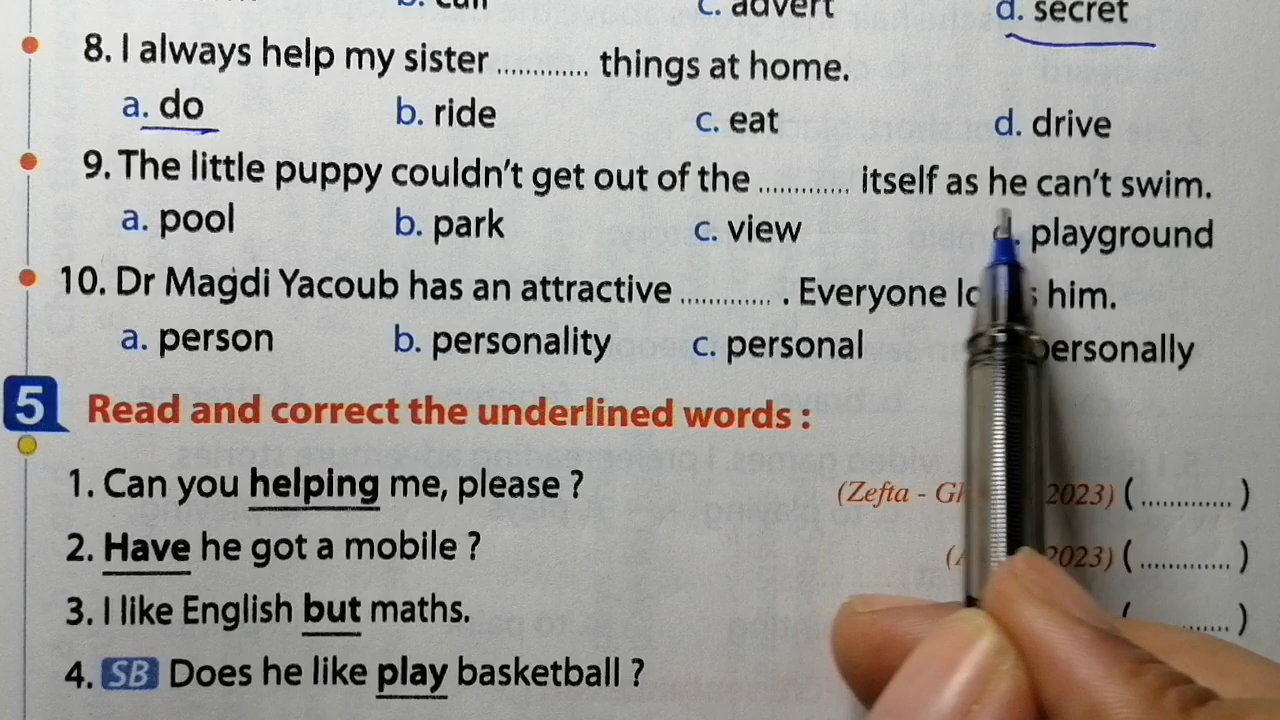 c. advert d. secret
8. I always help my sister ............. things at home.
a. do b. ride c. eat d. drive
9. The little puppy couldn't get out of the ............. itself as he can't swim.
a. pool b. park c. view playground
10. Dr Magdi Yacoub has an attractive ............. . Everyone him.
a. person b. personality c. personal personally
5 Read and correct the underlined words :
1. Can you helping me, please ? (Zefta - 2023) ( ............. )
2. Have he got a mobile ? 2023) ( ............. )
3. I like English but maths. ( ............. )
4. SB Does he like play basketball ?